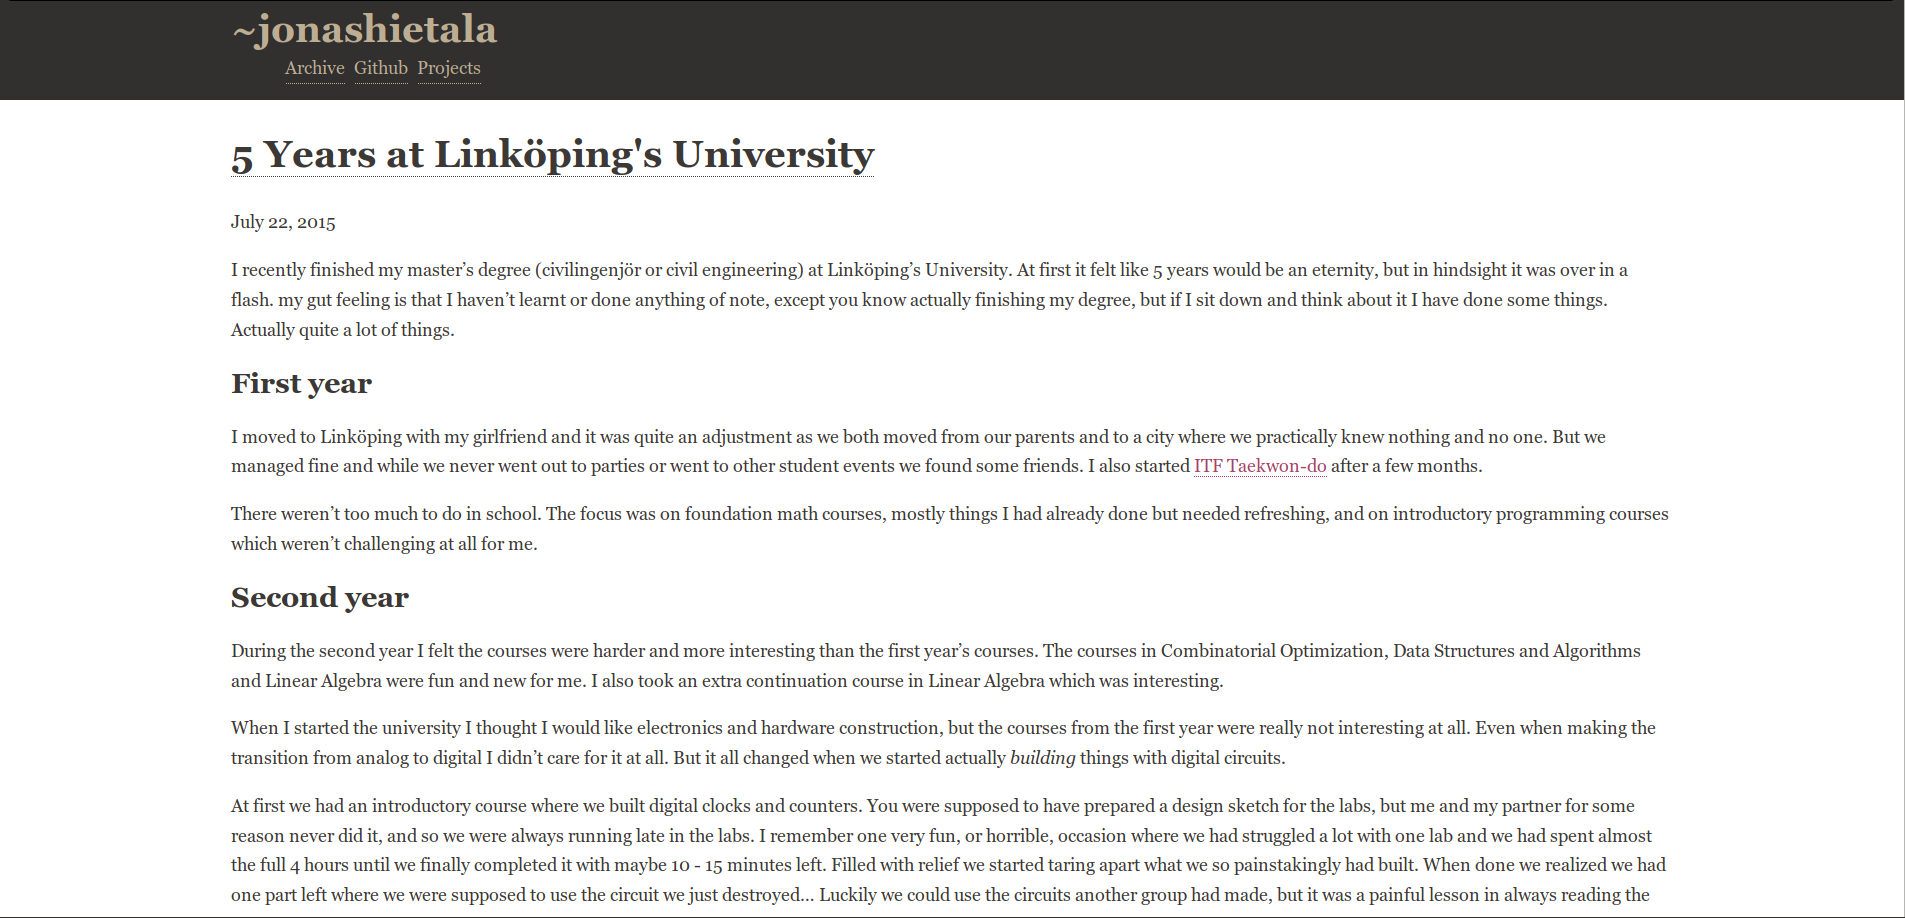 ~jonashietala
Archive Github Projects
5 Years at Linköping's University
July 22, 2015
I recently finished my master’s degree (civilingenjör or civil engineering) at Linköping’s University. At first it felt like 5 years would be an eternity, but in hindsight it was over in a
flash. my gut feeling is that I haven’t learnt or done anything of note, except you know actually finishing my degree, but if I sit down and think about it I have done some things.
Actually quite a lot of things.
First year
I moved to Linköping with my girlfriend and it was quite an adjustment as we both moved from our parents and to a city where we practically knew nothing and no one. But we
managed fine and while we never went out to parties or went to other student events we found some friends. I also started ITF Taekwon-do after a few months.
There weren’t too much to do in school. The focus was on foundation math courses, mostly things I had already done but needed refreshing, and on introductory programming courses
which weren’t challenging at all for me.
Second year
During the second year I felt the courses were harder and more interesting than the first year’s courses. The courses in Combinatorial Optimization, Data Structures and Algorithms
and Linear Algebra were fun and new for me. I also took an extra continuation course in Linear Algebra which was interesting.
When I started the university I thought I would like electronics and hardware construction, but the courses from the first year were really not interesting at all. Even when making the
transition from analog to digital I didn’t care for it at all. But it all changed when we started actually building things with digital circuits.
At first we had an introductory course where we built digital clocks and counters. You were supposed to have prepared a design sketch for the labs, but me and my partner for some
reason never did it, and so we were always running late in the labs. I remember one very fun, or horrible, occasion where we had struggled a lot with one lab and we had spent almost
the full 4 hours until we finally completed it with maybe 10 - 15 minutes left. Filled with relief we started taring apart what we so painstakingly had built. When done we realized we had
one part left where we were supposed to use the circuit we just destroyed… Luckily we could use the circuits another group had made, but it was a painful lesson in always reading the